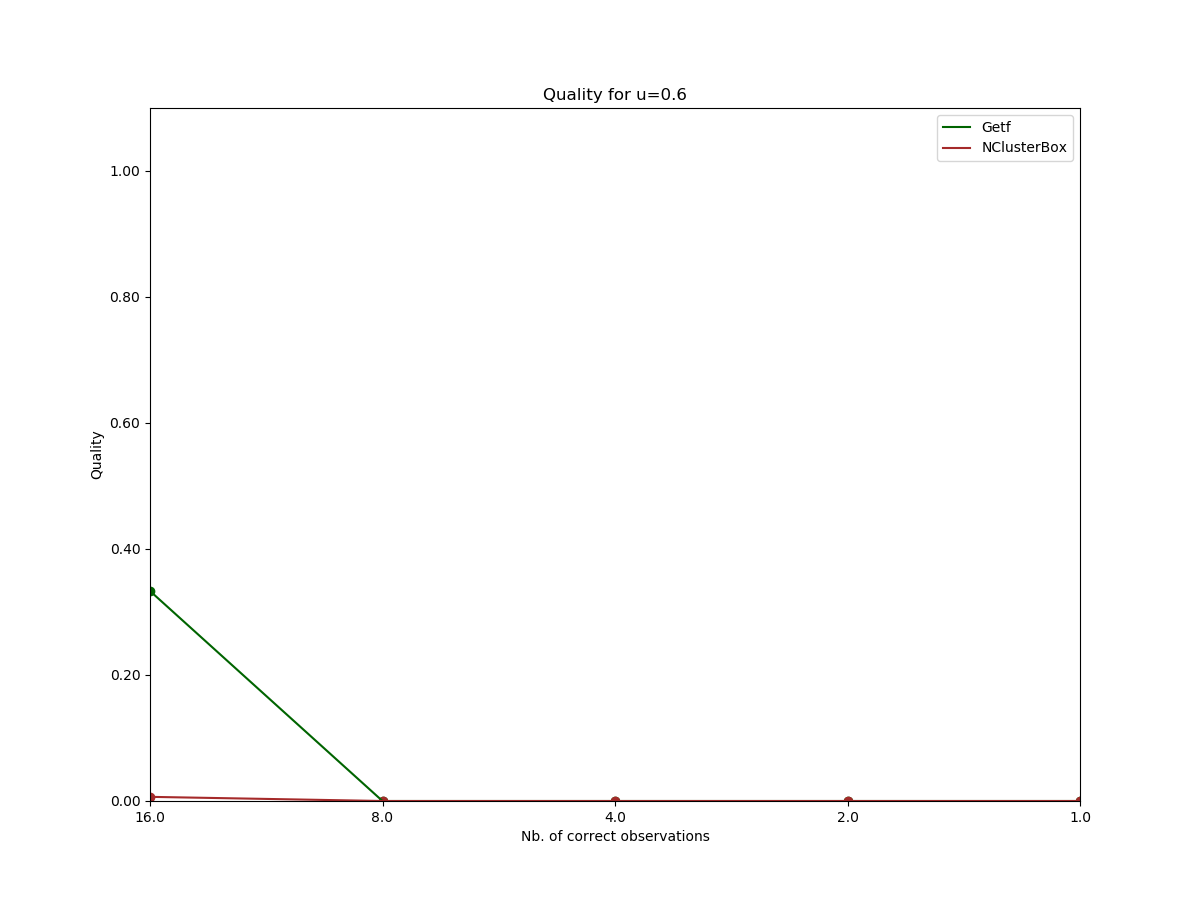 Quality for u=0.6
Getf
NClusterBox
1.00
0.80
0.60
0.40
0.20
0.00
Quality
16.0 8.0 4.0 2.0 1.0
Nb. of correct observations